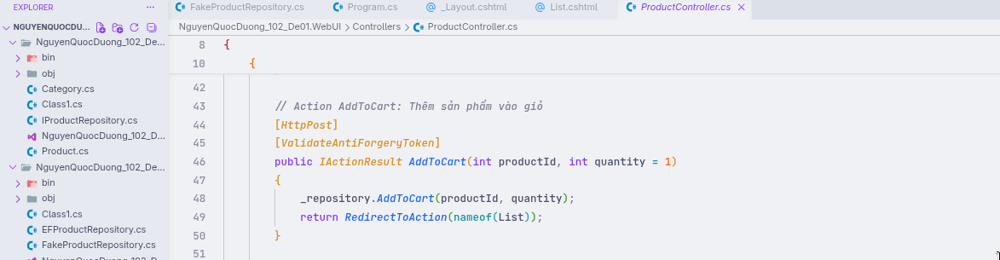 EXPLORER ...
NGUYENQUOCDU...
NguyenQuocDuong_102_De...
bin
obj
Category.cs
Class1.cs
IProductRepository.cs
NguyenQuocDuong_102_D...
Product.cs
NguyenQuocDuong_102_De...
bin
obj
Class1.cs
EFProductRepository.cs
FakeProductRepository.cs
NguyenQuocDuong_102_D...
FakeProductRepository.cs Program.cs _Layout.cshtml List.cshtml ProductController.cs
NguyenQuocDuong_102_De01.WebUI > Controllers > ProductController.cs
8 {
10 {
42
43 // Action AddToCart: Thêm sản phẩm vào giỏ
44 [HttpPost]
45 [ValidateAntiForgeryToken]
46 public IActionResult AddToCart(int productId, int quantity = 1)
47 {
48 _repository.AddToCart(productId, quantity);
49 return RedirectToAction(nameof(List));
50 }
51